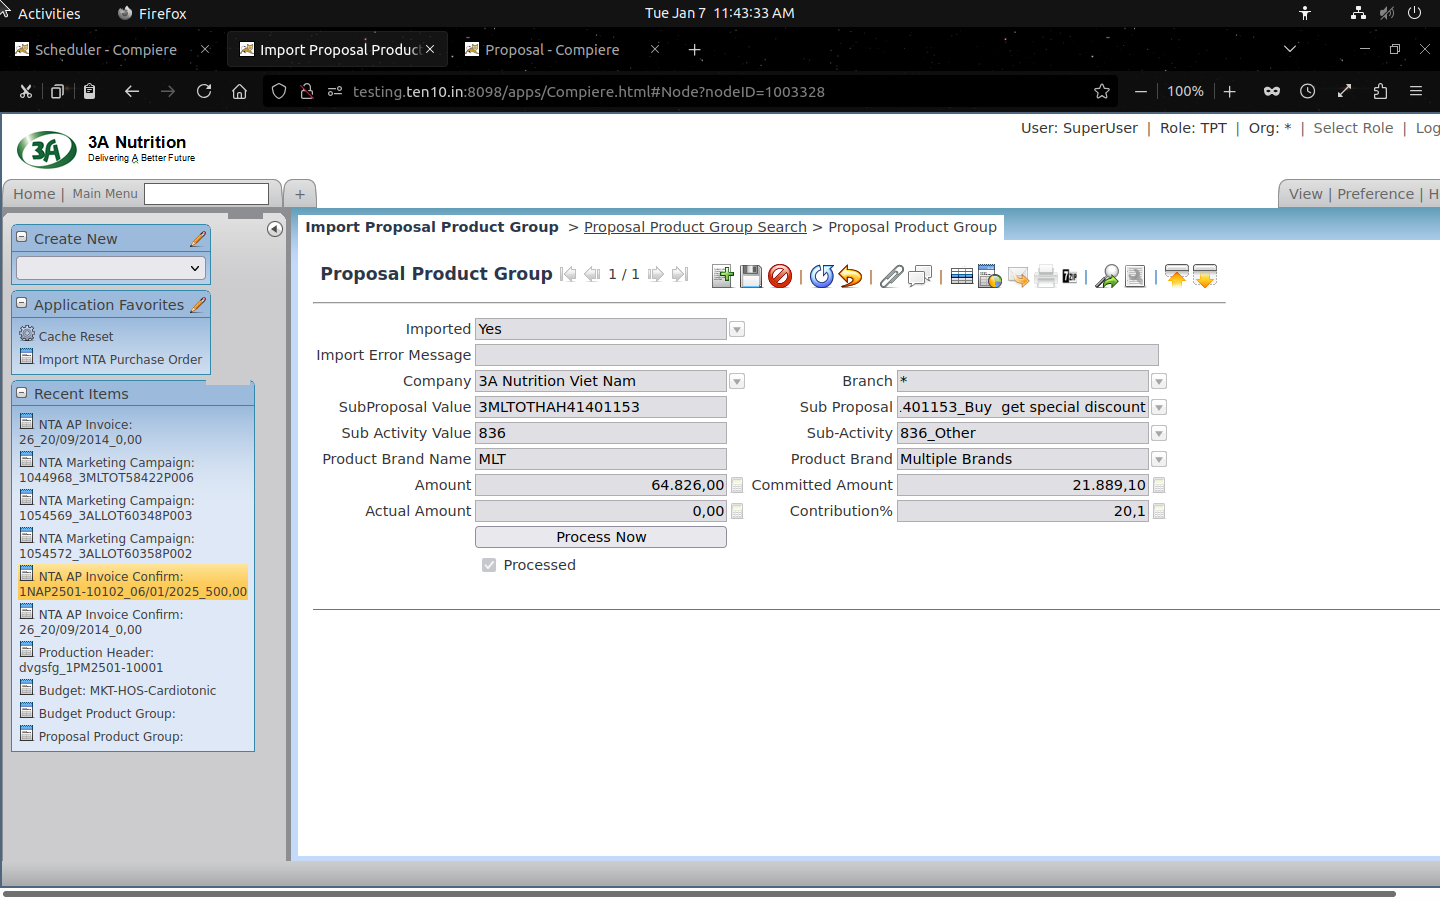 Activities
Firefox
Tue Jan 7 11:43:33 AM
Scheduler - Compiere
Import Proposal Product
Proposal - Compiere
testing.ten10.in:8098/apps/Compiere.html#Node?nodeID=1003328
100%
3A
3A Nutrition
Delivering A Better Future
User: SuperUser | Role: TPT | Org: * | Select Role | Log
Home | Main Menu
+
View | Preference | H
Create New
Application Favorites
Cache Reset
Import NTA Purchase Order
Recent Items
NTA AP Invoice:
26_20/09/2014_0,00
NTA Marketing Campaign:
1044968_3MLTOT58422P006
NTA Marketing Campaign:
1054569_3ALLOT60348P003
NTA Marketing Campaign:
1054572_3ALLOT60358P002
NTA AP Invoice Confirm:
1NAP2501-10102_06/01/2025_500,00
NTA AP Invoice Confirm:
26_20/09/2014_0,00
Production Header:
dvgsfg_1PM2501-10001
Budget: MKT-HOS-Cardiotonic
Budget Product Group:
Proposal Product Group:
Import Proposal Product Group > Proposal Product Group Search > Proposal Product Group
Proposal Product Group 1 / 1
Imported Yes
Import Error Message
Company 3A Nutrition Viet Nam Branch *
SubProposal Value 3MLTOTHAH41401153 Sub Proposal .401153_Buy get special discount
Sub Activity Value 836 Sub-Activity 836_Other
Product Brand Name MLT Product Brand Multiple Brands
Amount 64.826,00 Committed Amount 21.889,10
Actual Amount 0,00 Contribution% 20,1
Process Now
Processed